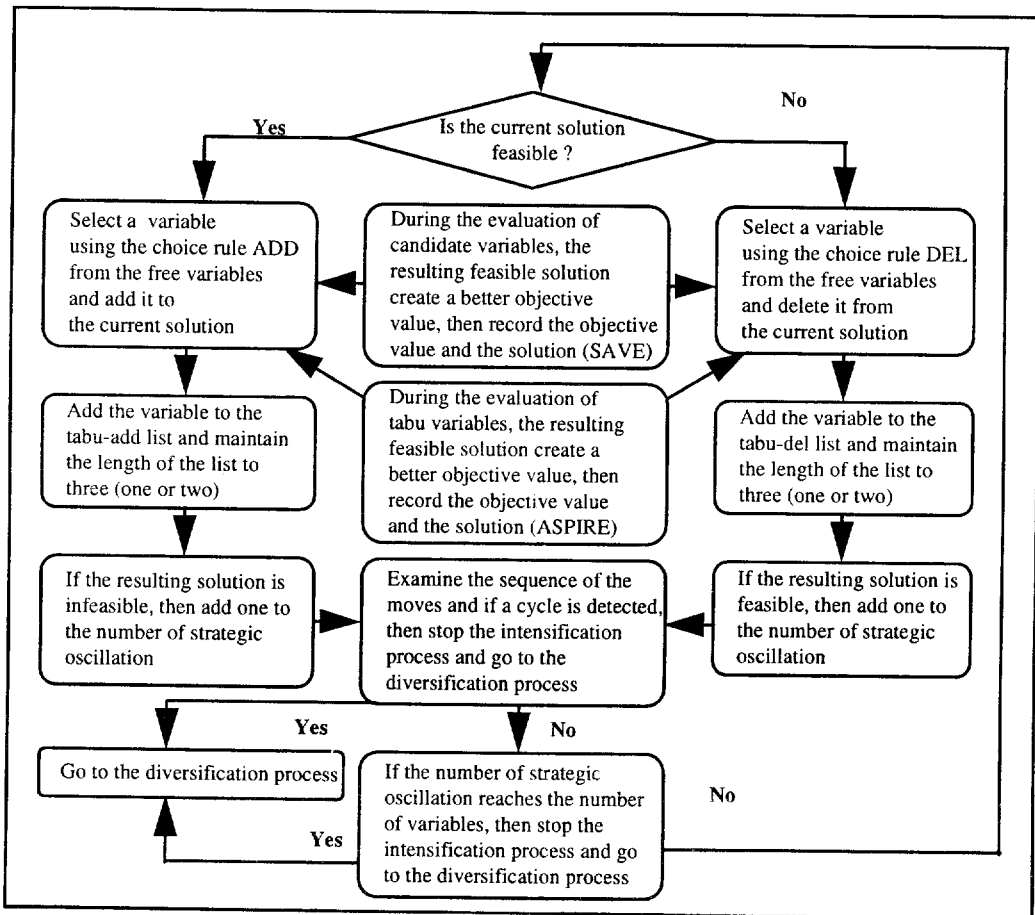 No
Yes
Is the current solution
feasible ?
Select a variable
using the choice rule ADD
from the free variables
and add it to
the current solution
During the evaluation of
candidate variables, the
resulting feasible solution
create a better objective
value, then record the objective
value and the solution (SAVE)
Select a variable
using the choice rule DEL
from the free variables
and delete it from
the current solution
Add the variable to the
tabu-add list and maintain
the length of the list to
three (one or two)
During the evaluation of
tabu variables, the resulting
feasible solution create a
better objective value, then
record the objective value
and the solution (ASPIRE)
Add the variable to the
tabu-del list and maintain
the length of the list to
three (one or two)
If the resulting solution is
infeasible, then add one to
the number of strategic
oscillation
Examine the sequence of the
moves and if a cycle is detected,
then stop the intensification
process and go to the
diversification process
If the resulting solution is
feasible, then add one to
the number of strategic
oscillation
Yes
No
Go to the diversification process
If the number of strategic
oscillation reaches the number
of variables, then stop the
intensification process and go
to the diversification process
No
Yes